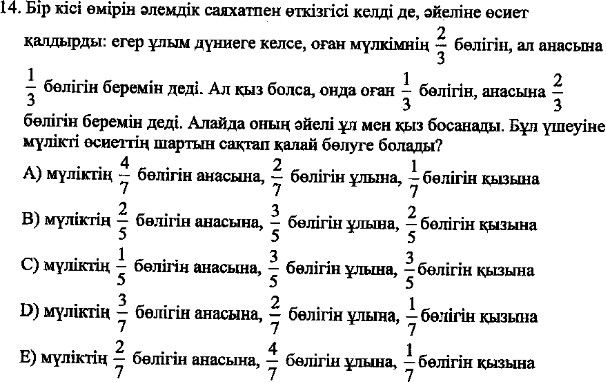 14. Бір кісі өмірін әлемдік саяхатпен өткізгісі келді де, әйеліне өсиет
қалдырды: егер ұлым дүниеге келсе, оған мүлкімнің 2/3 бөлігін, ал анасына
1/3 бөлігін беремін деді. Ал қыз болса, онда оған 1/3 бөлігін, анасына 2/3
бөлігін беремін деді. Алайда оның әйелі ұл мен қыз босанады. Бұл үшеуіне
мүлікті өсиеттің шартын сақтап қалай бөлуге болады?
A) мүліктің 4/7 бөлігін анасына, 2/7 бөлігін ұлына, 1/7 бөлігін қызына
B) мүліктің 2/5 бөлігін анасына, 3/5 бөлігін ұлына, 2/5 бөлігін қызына
C) мүліктің 1/5 бөлігін анасына, 3/5 бөлігін ұлына, 3/5 бөлігін қызына
D) мүліктің 3/7 бөлігін анасына, 2/7 бөлігін ұлына, 1/7 бөлігін қызына
E) мүліктің 2/7 бөлігін анасына, 4/7 бөлігін ұлына, 1/7 бөлігін қызына